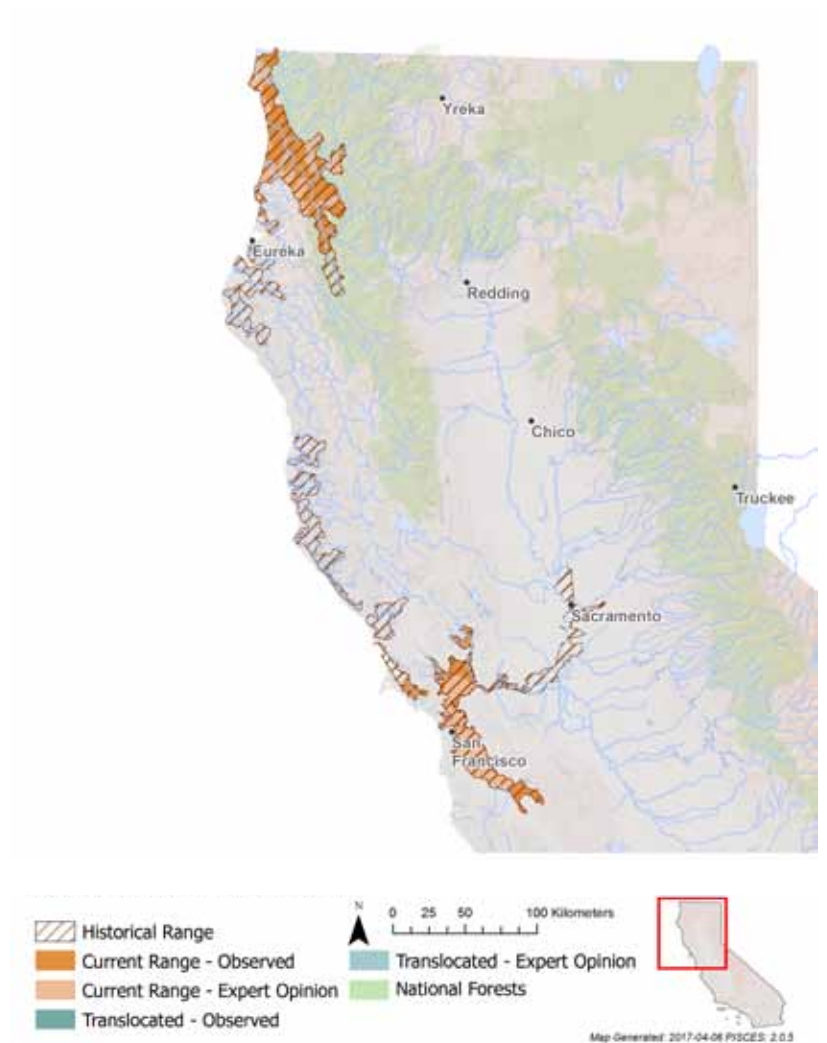 Yreka
Eureka
Redding
Chico
Truckee
Sacramento
San
Francisco
N
0 25 50 100 Kilometers
Historical Range
Current Range - Observed
Current Range - Expert Opinion
Translocated - Observed
Translocated - Expert Opinion
National Forests
Map Generated: 2017-04-06 PISCES: 2.0.5